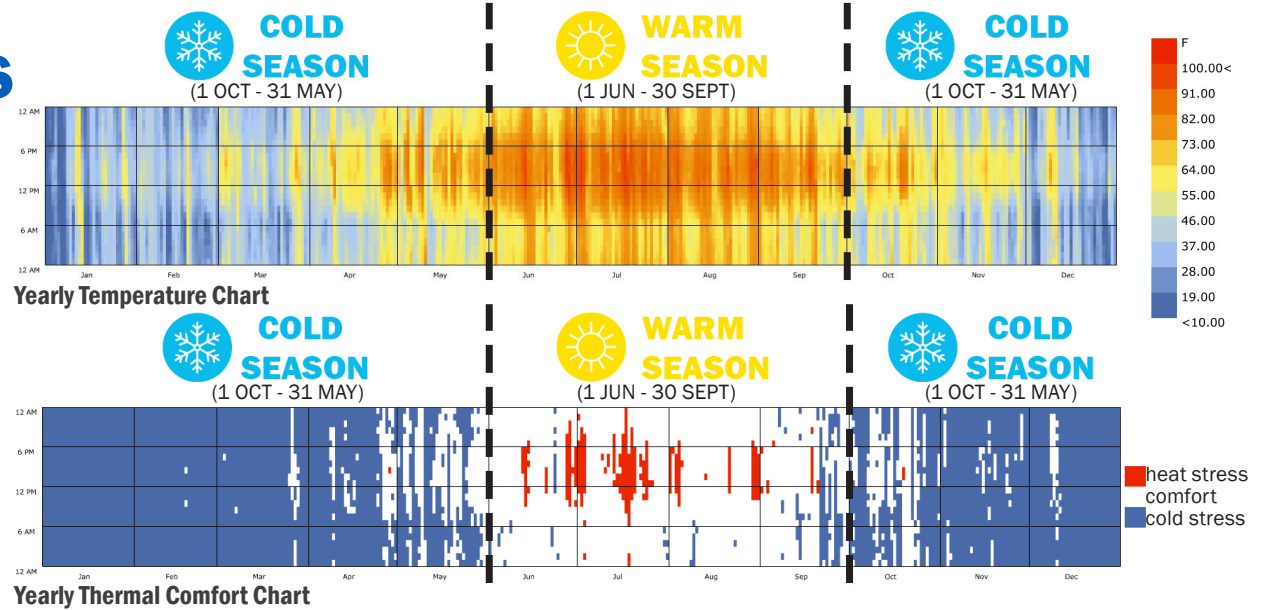 S
COLD
SEASON
(1 OCT - 31 MAY)
WARM
SEASON
(1 JUN - 30 SEPT)
COLD
SEASON
(1 OCT - 31 MAY)
F
100.00<
91.00
82.00
73.00
64.00
55.00
46.00
37.00
28.00
19.00
<10.00
12 AM
6 PM
12 PM
6 AM
12 AM
Jan Feb Mar Apr May Jun Jul Aug Sep Oct Nov Dec
Yearly Temperature Chart
COLD
SEASON
(1 OCT - 31 MAY)
WARM
SEASON
(1 JUN - 30 SEPT)
COLD
SEASON
(1 OCT - 31 MAY)
12 AM
6 PM
12 PM
6 AM
12 AM
heat stress
comfort
cold stress
Jan Feb Mar Apr May Jun Jul Aug Sep Oct Nov Dec
Yearly Thermal Comfort Chart